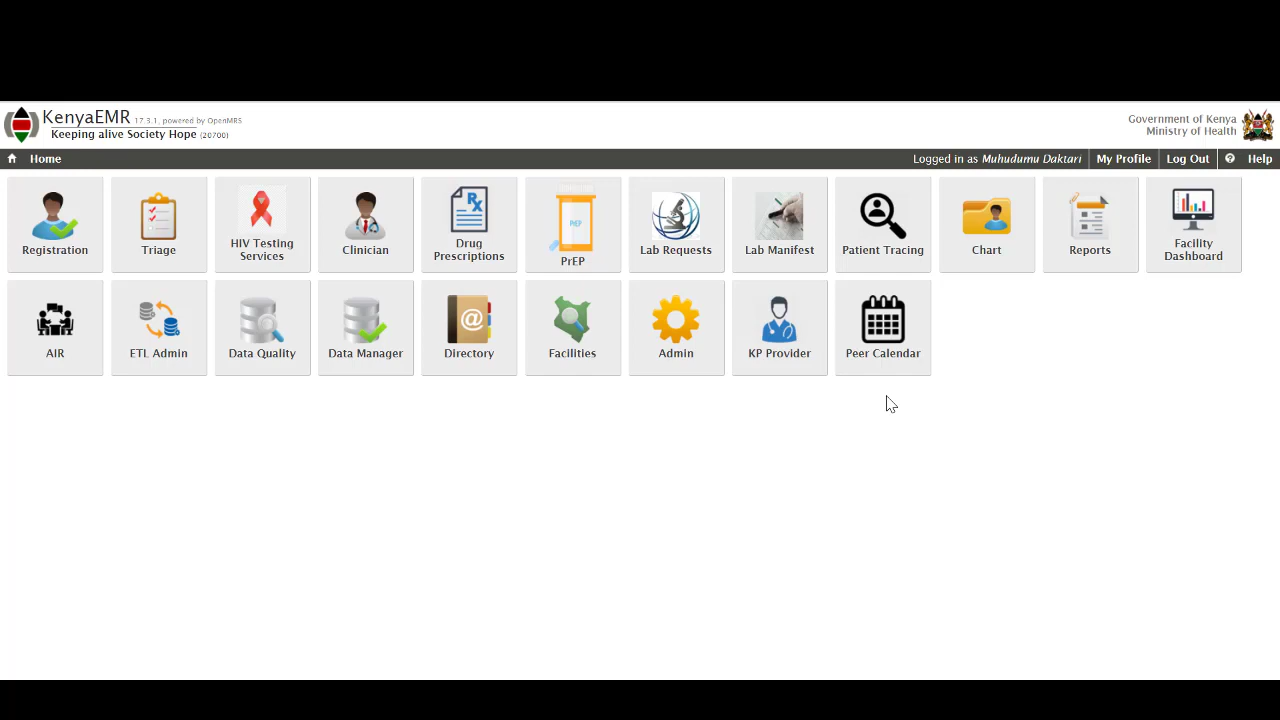 KenyaEMR 17.3.1, powered by OpenMRS
Keeping alive Society Hope (20700)
Government of Kenya
Ministry of Health
Home
Logged in as Muhudumu Daktari
My Profile
Log Out
Help
Registration
Triage
HIV Testing
Services
Clinician
Rx
Drug
Prescriptions
PrEP
PrEP
Lab Requests
Lab Manifest
Patient Tracing
Chart
Reports
Facility
Dashboard
AIR
ETL Admin
Data Quality
Data Manager
@
Directory
Facilities
Admin
KP Provider
Peer Calendar